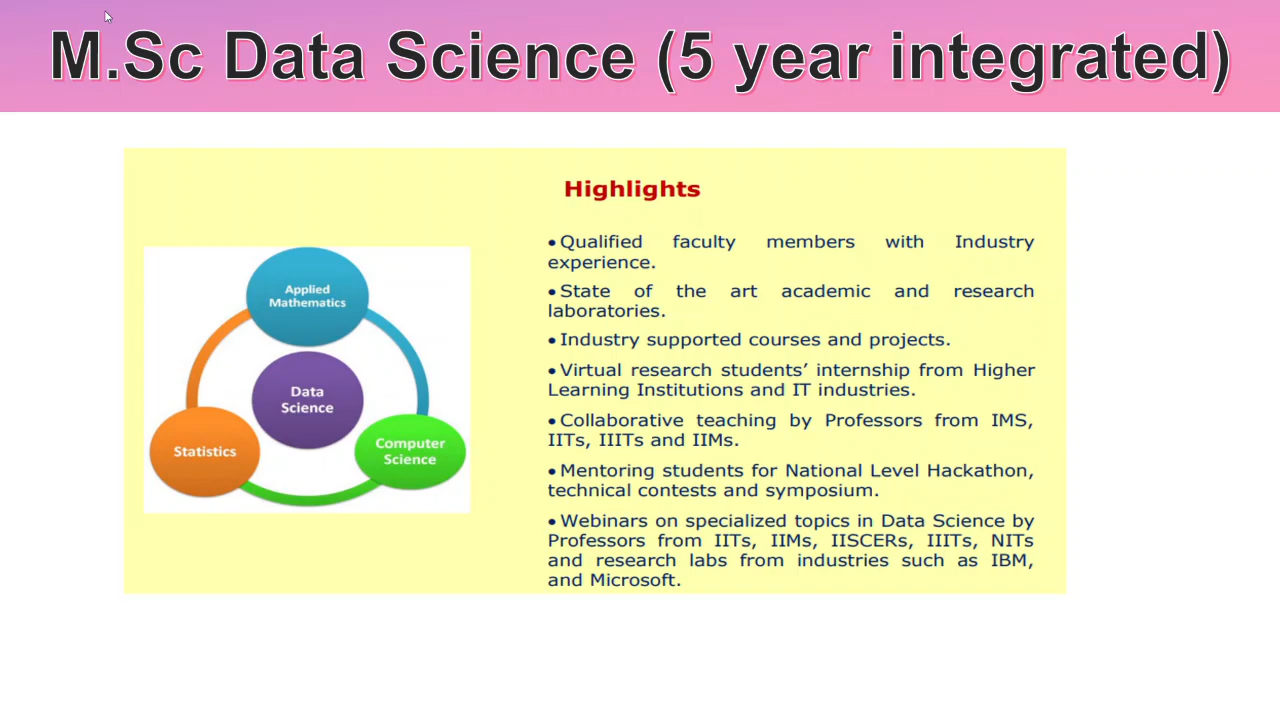 M.Sc Data Science (5 year integrated)
Highlights
Applied
Mathematics
Data
Science
Statistics
Computer
Science
•Qualified faculty members with Industry
experience.
•State of the art academic and research
laboratories.
•Industry supported courses and projects.
•Virtual research students’ internship from Higher
Learning Institutions and IT industries.
•Collaborative teaching by Professors from IMS,
IITs, IIITs and IIMs.
•Mentoring students for National Level Hackathon,
technical contests and symposium.
•Webinars on specialized topics in Data Science by
Professors from IITs, IIMs, IISCERs, IIITs, NITs
and research labs from industries such as IBM,
and Microsoft.